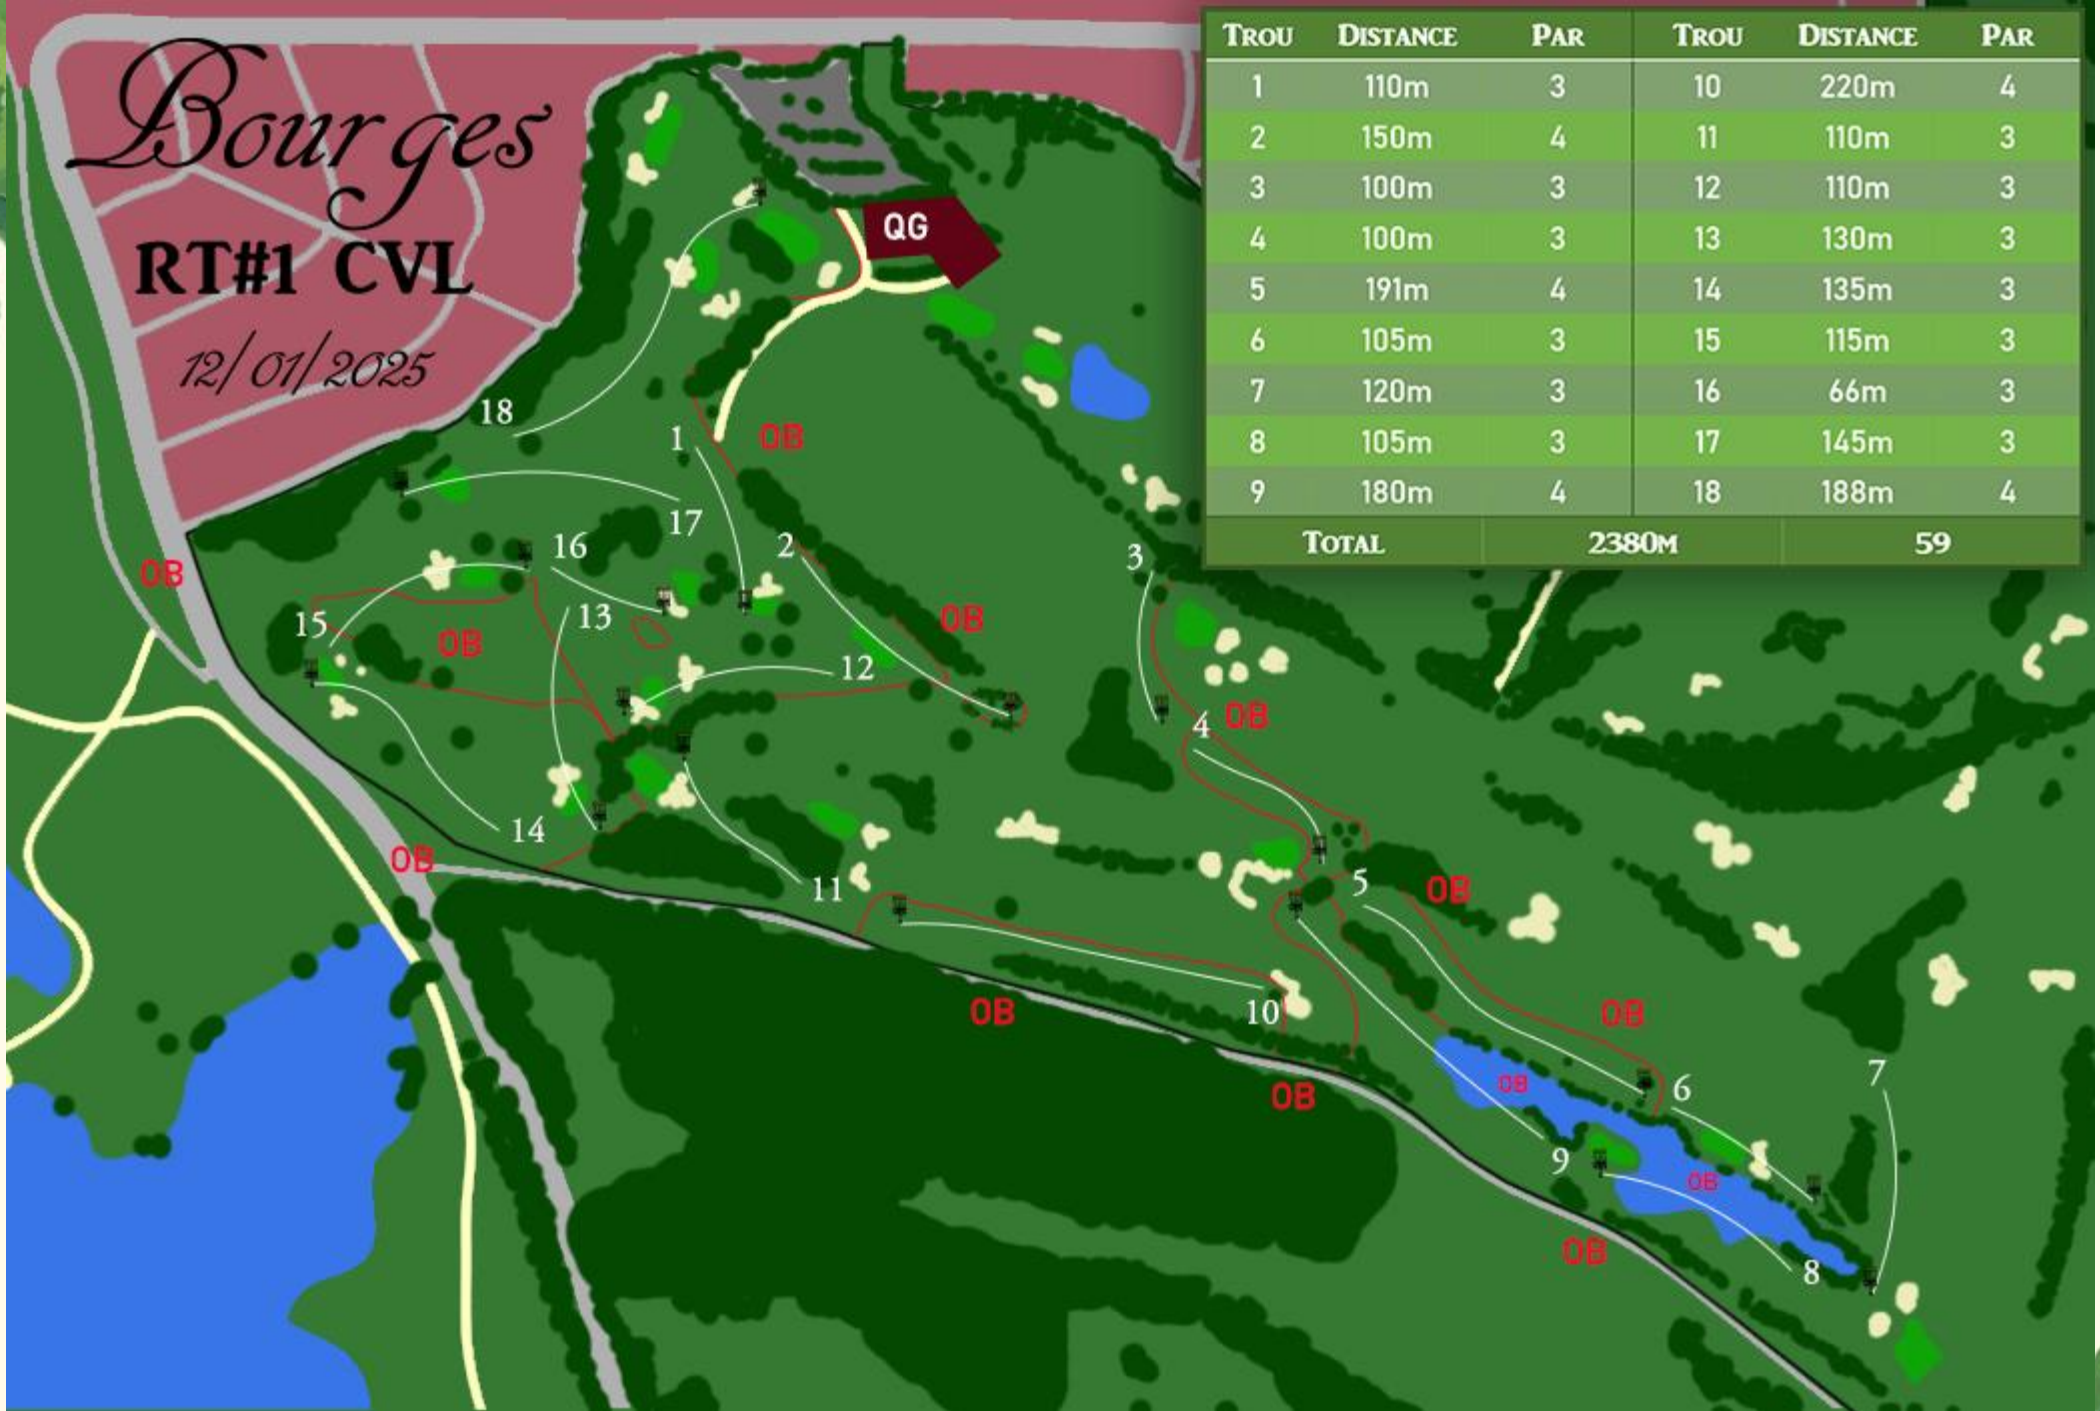 Bourges
RT#1 CVL
12/01/2025
TROU DISTANCE PAR TROU DISTANCE PAR
1 110m 3 10 220m 4
2 150m 4 11 110m 3
3 100m 3 12 110m 3
4 100m 3 13 130m 3
5 191m 4 14 135m 3
6 105m 3 15 115m 3
7 120m 3 16 66m 3
8 105m 3 17 145m 3
9 180m 4 18 188m 4
TOTAL 2380M 59
QG
18
1
OB
17
2
16
3
OB
13
OB
15
OB
12
4
OB
14
OB
11
5
OB
10
OB
OB
7
OB
6
OB
9
OB
OB
8